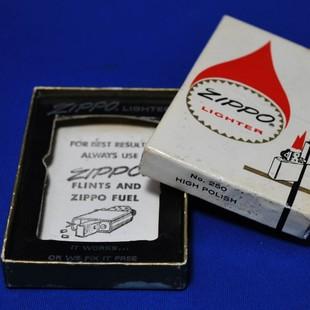 ZIPPO LIGHTER
FOR BEST RESULTS
ALWAYS USE
ZIPPO
FLINTS AND
ZIPPO FUEL
IT WORKS...
OR WE FIX IT FREE
ZIPPO
LIGHTER
No. 250
HIGH POLISH